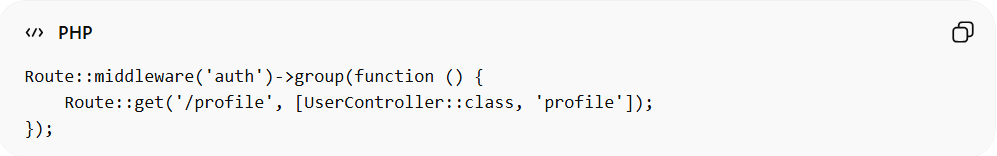 </> PHP
Route::middleware('auth')->group(function () {
    Route::get('/profile', [UserController::class, 'profile']);
});